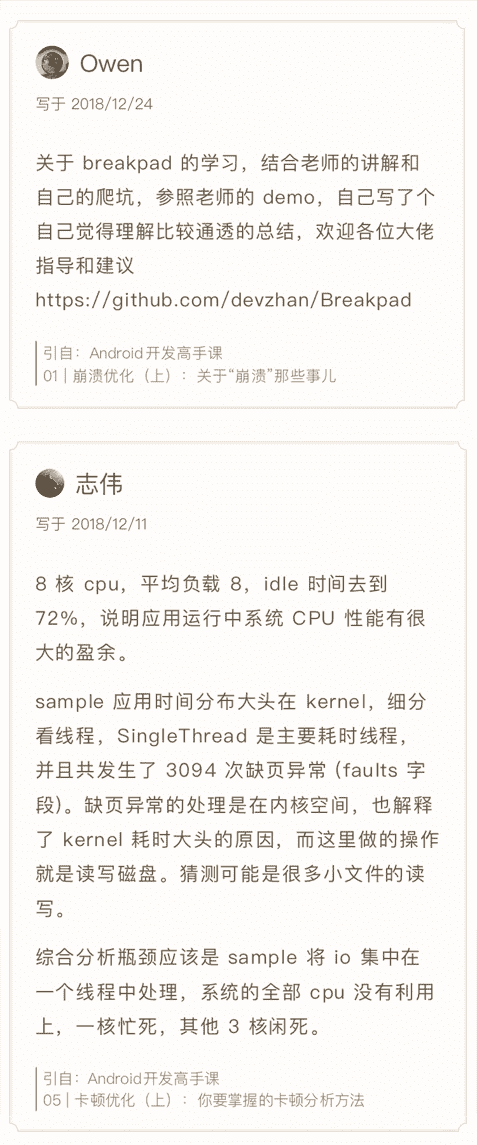 Owen
写于 2018/12/24
关于 breakpad 的学习，结合老师的讲解和
自己的爬坑，参照老师的 demo，自己写了个
自己觉得理解比较通透的总结，欢迎各位大佬
指导和建议
https://github.com/devzhan/Breakpad
引自：Android开发高手课
01 | 崩溃优化（上）：关于“崩溃”那些事儿
志伟
写于 2018/12/11
8 核 cpu，平均负载 8，idle 时间去到
72%，说明应用运行中系统 CPU 性能有很
大的盈余。
sample 应用时间分布大头在 kernel，细分
看线程，SingleThread 是主要耗时线程，
并且共发生了 3094 次缺页异常 (faults 字
段)。缺页异常的处理是在内核空间，也解释
了 kernel 耗时大头的原因，而这里做的操作
就是读写磁盘。猜测可能是很多小文件的读
写。
综合分析瓶颈应该是 sample 将 io 集中在
一个线程中处理，系统的全部 cpu 没有利用
上，一核忙死，其他 3 核闲死。
引自：Android开发高手课
05 | 卡顿优化（上）：你要掌握的卡顿分析方法